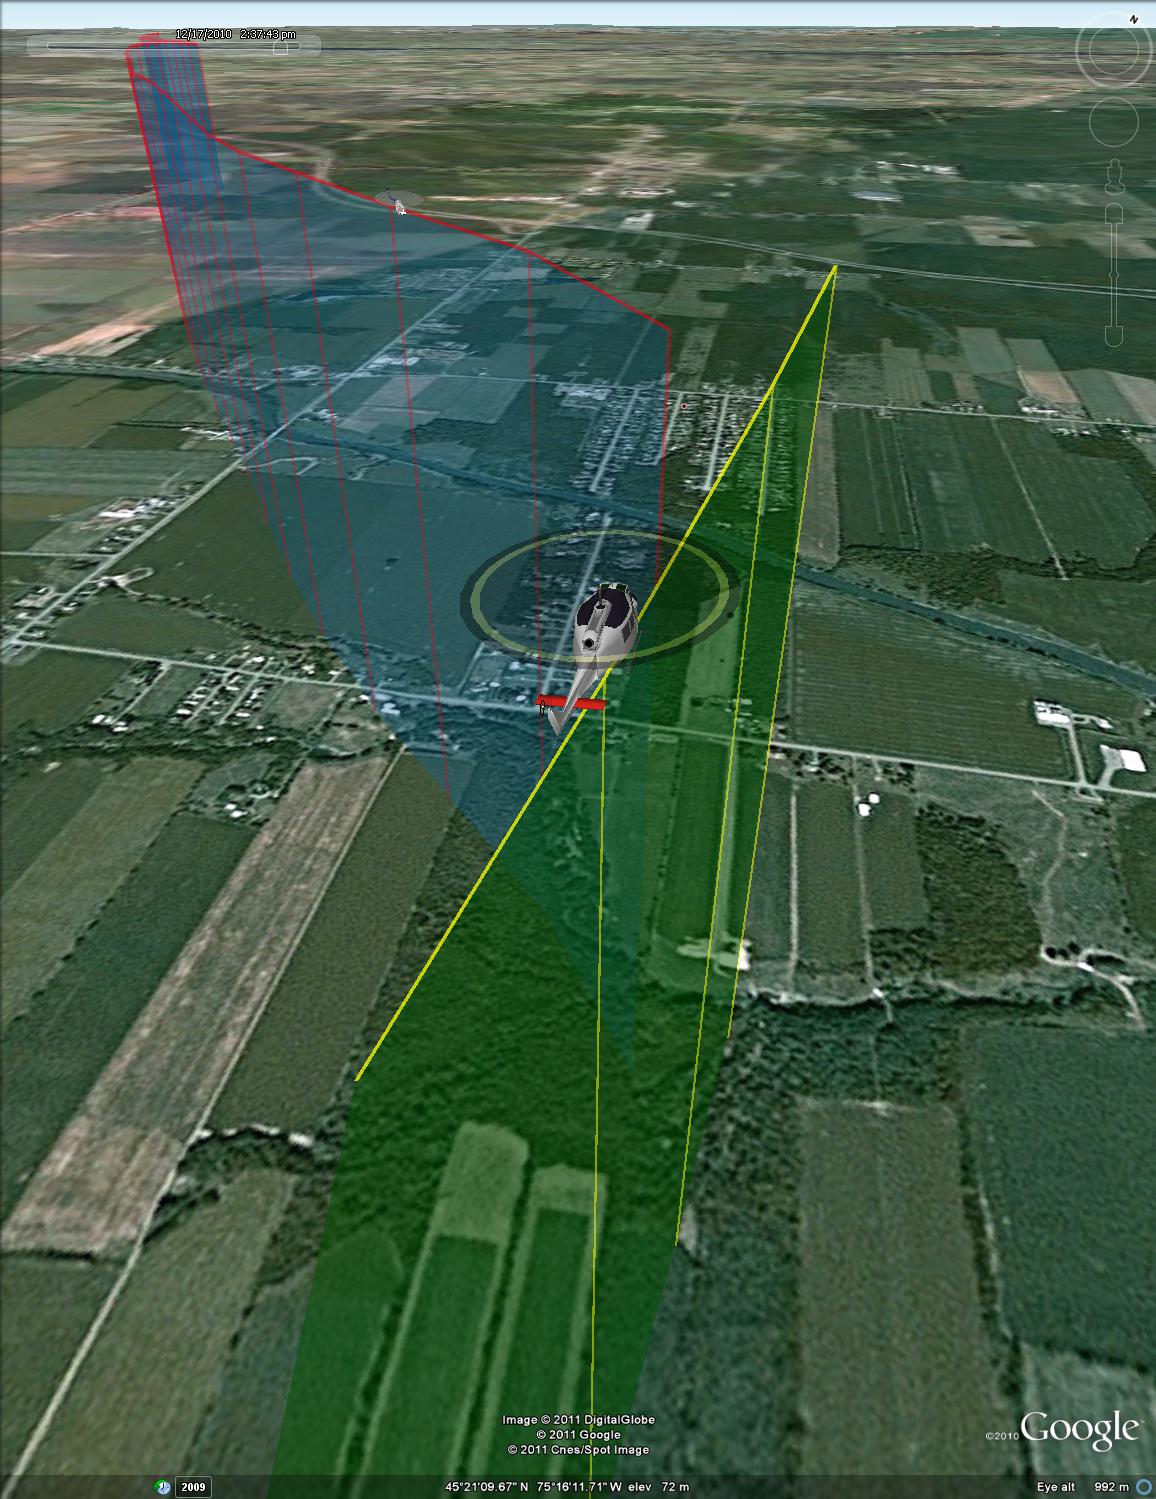 N
12/17/2010 2:37:43 pm
Image © 2011 DigitalGlobe
© 2011 Google
© 2011 Cnes/Spot Image
©2010 Google™
2009
45°21'09.67" N 75°16'11.71" W elev 72 m
Eye alt 992 m